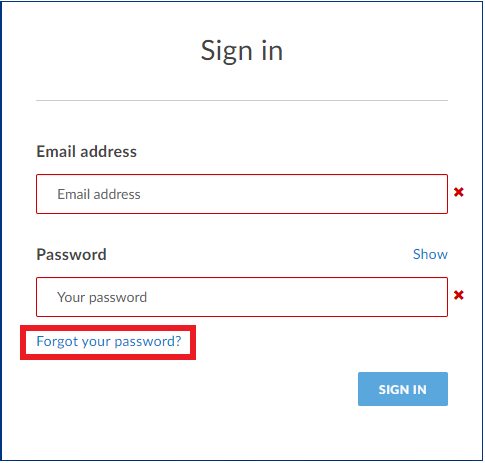 Sign in
Email address
Email address
Password Show
Your password
Forgot your password?
SIGN IN